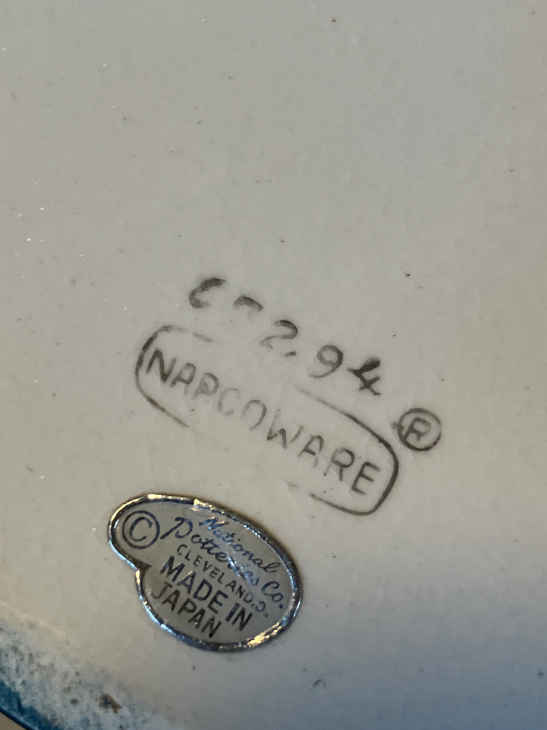 NAPCOWARE ®
© National
Potteries Co.
CLEVELAND, O.
MADE IN
JAPAN